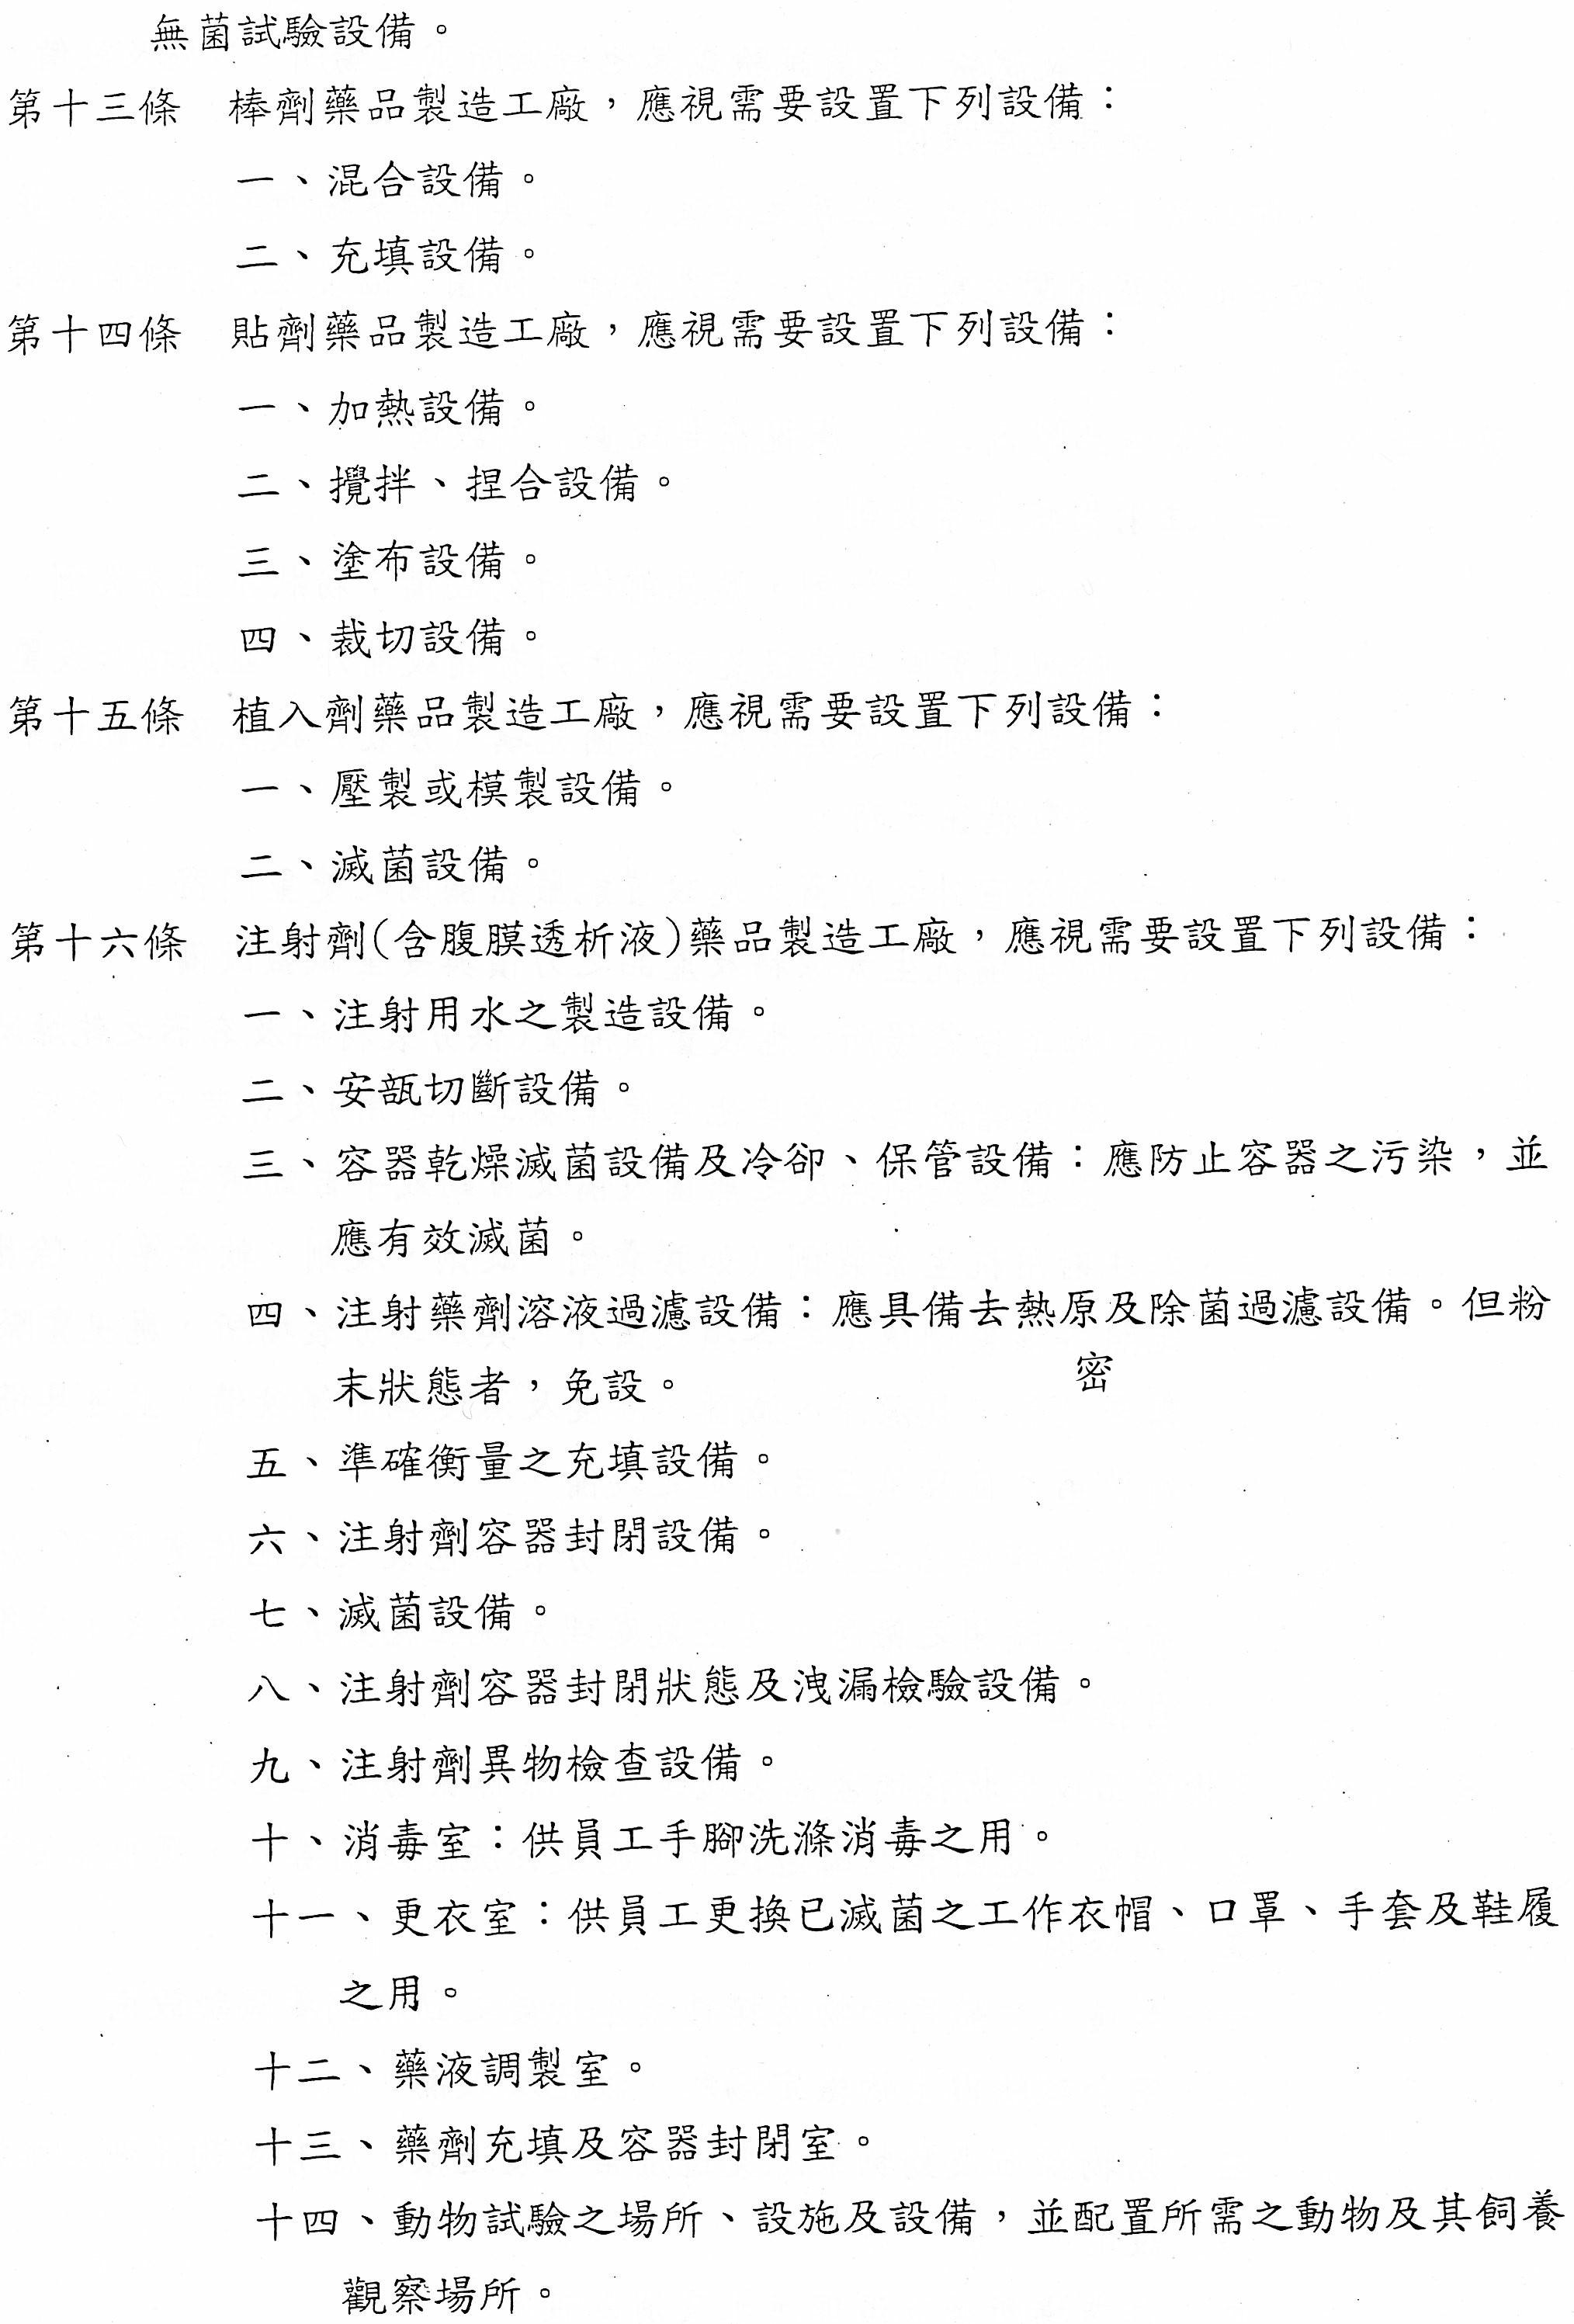 無菌試驗設備。
第十三條　棒劑藥品製造工廠，應視需要設置下列設備：
一、混合設備。
二、充填設備。
第十四條　貼劑藥品製造工廠，應視需要設置下列設備：
一、加熱設備。
二、攪拌、捏合設備。
三、塗布設備。
四、裁切設備。
第十五條　植入劑藥品製造工廠，應視需要設置下列設備：
一、壓製或模製設備。
二、滅菌設備。
第十六條　注射劑(含腹膜透析液)藥品製造工廠，應視需要設置下列設備：
一、注射用水之製造設備。
二、安瓿切斷設備。
三、容器乾燥滅菌設備及冷卻、保管設備：應防止容器之污染，並
應有效滅菌。
四、注射藥劑溶液過濾設備：應具備去熱原及除菌過濾設備。但粉
末狀態者，免設。
密
五、準確衡量之充填設備。
六、注射劑容器封閉設備。
七、滅菌設備。
八、注射劑容器封閉狀態及洩漏檢驗設備。
九、注射劑異物檢查設備。
十、消毒室：供員工手腳洗滌消毒之用。
十一、更衣室：供員工更換已滅菌之工作衣帽、口罩、手套及鞋履
之用。
十二、藥液調製室。
十三、藥劑充填及容器封閉室。
十四、動物試驗之場所、設施及設備，並配置所需之動物及其飼養
觀察場所。